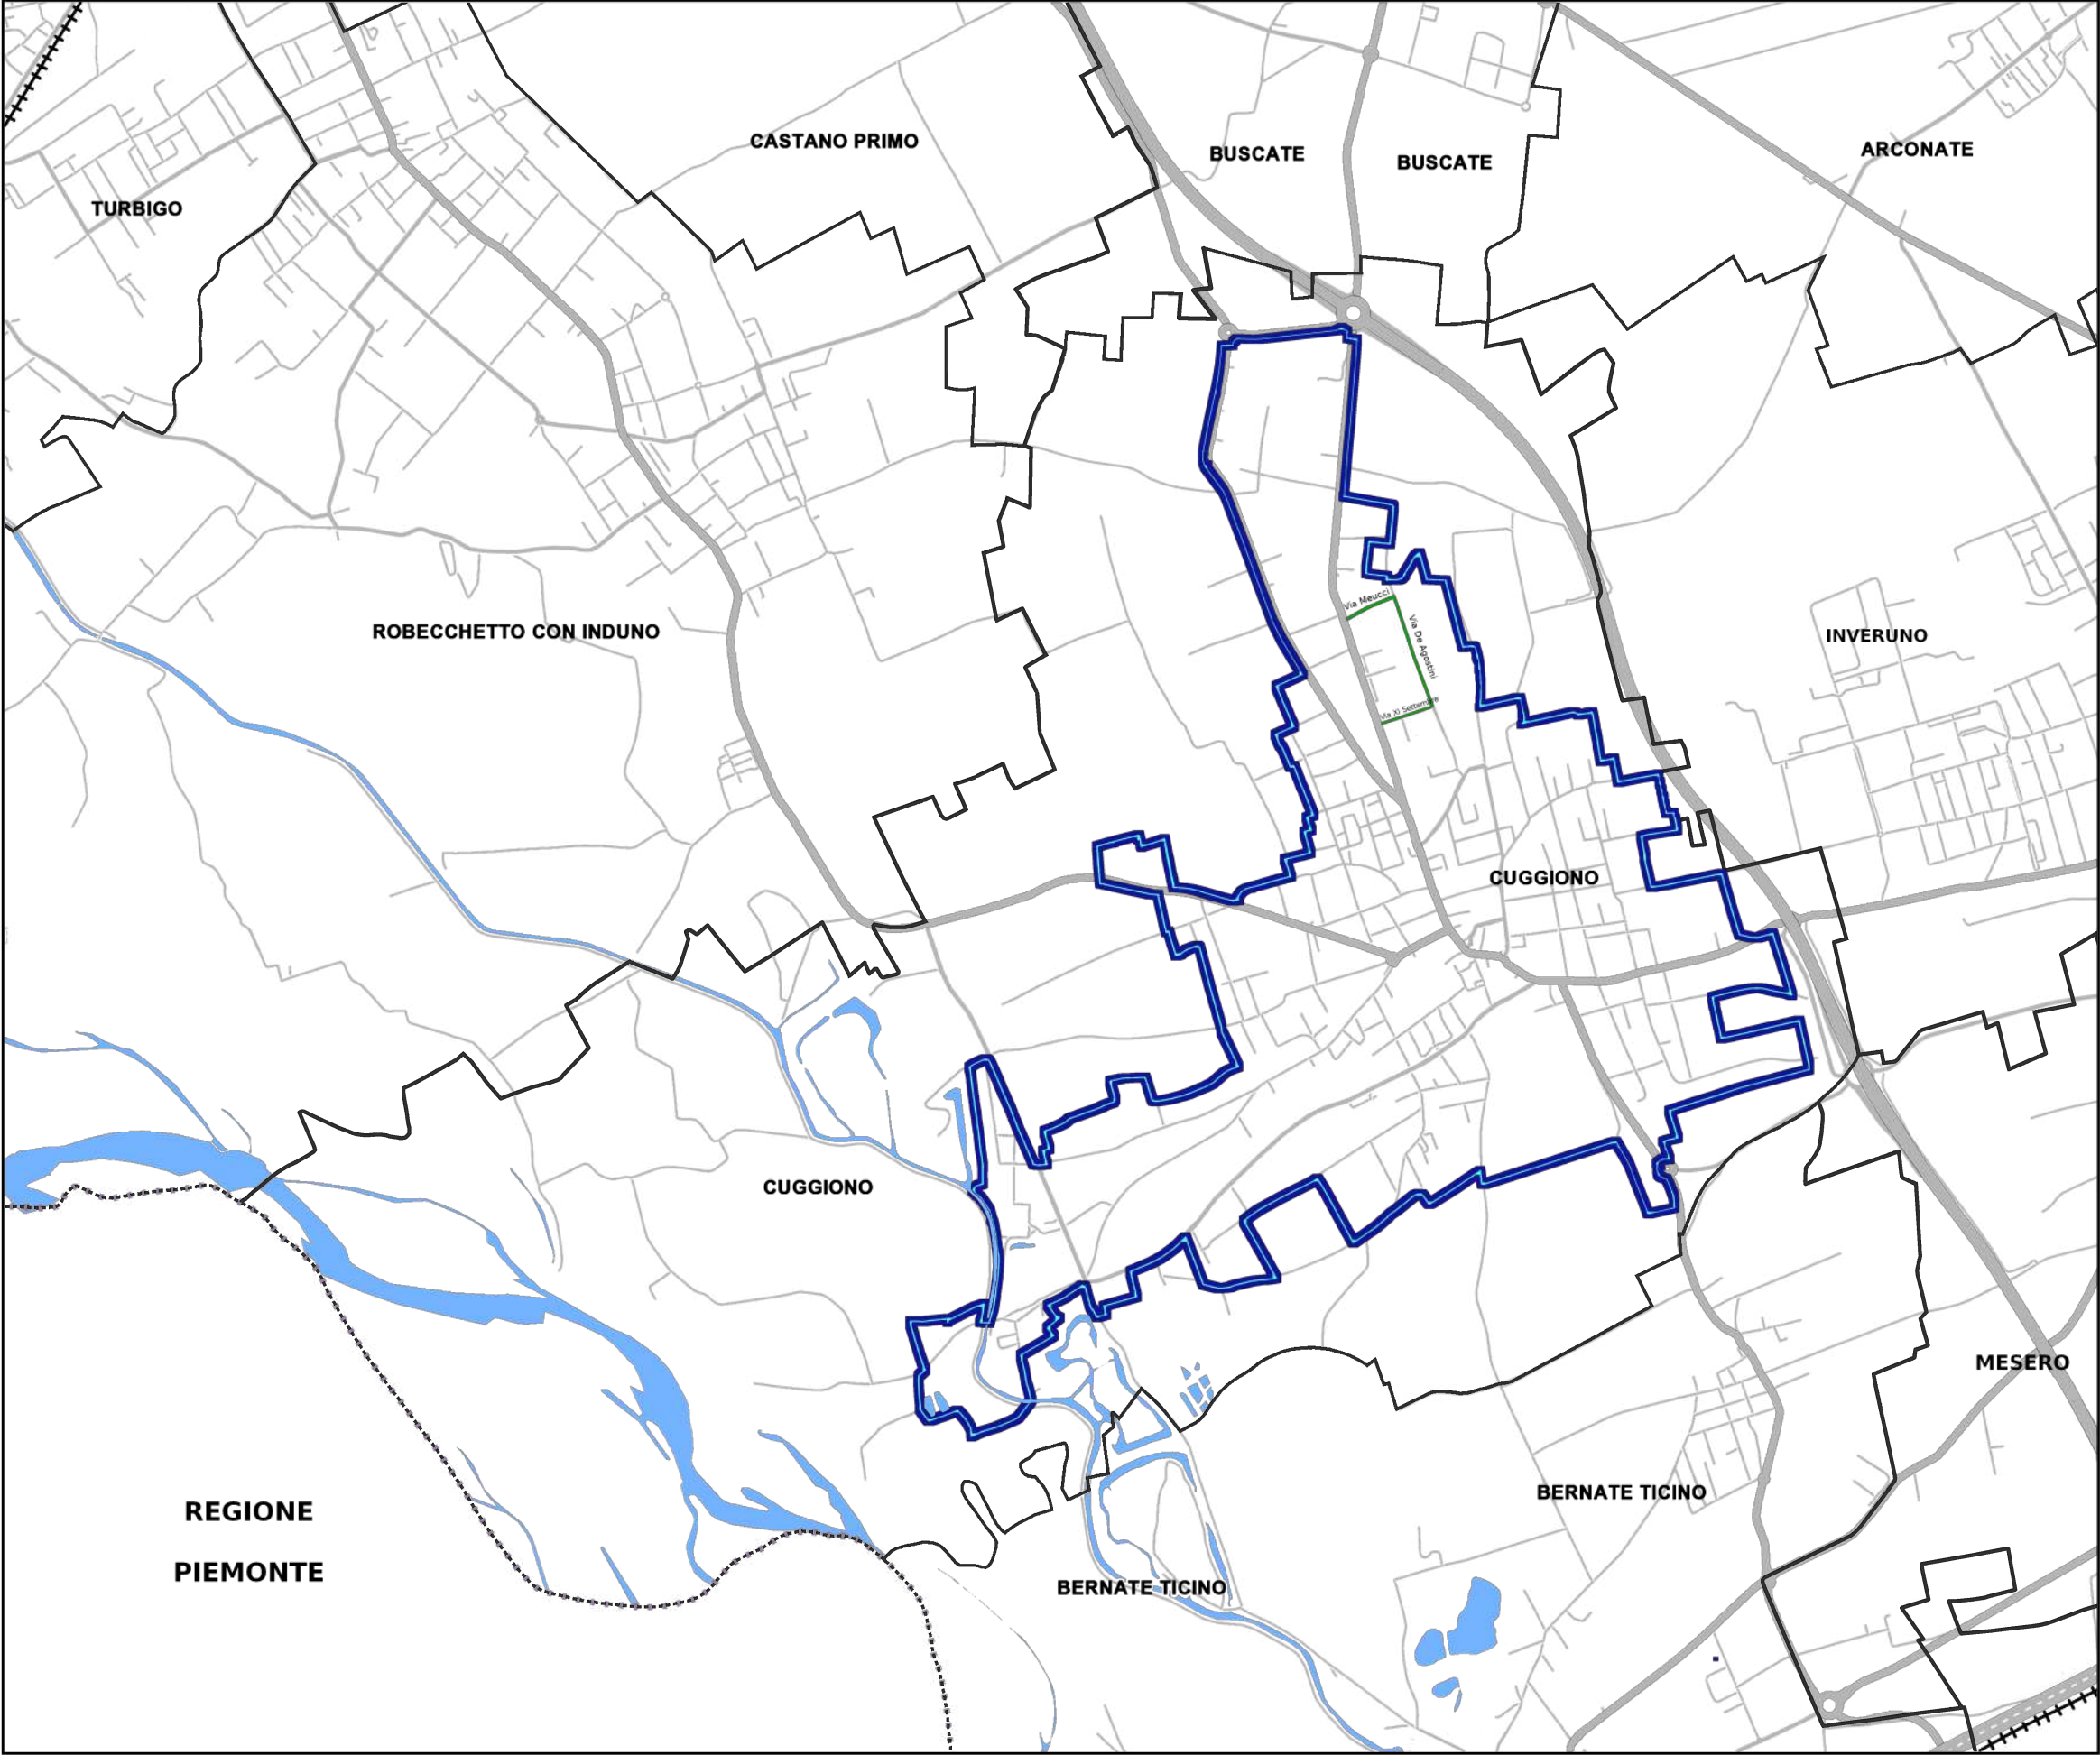 CASTANO PRIMO
BUSCATE
BUSCATE
ARCONATE
TURBIGO
Via Meucci
Via De Agostini
Via XI Settembre
ROBECCHETTO CON INDUNO
INVERUNO
CUGGIONO
CUGGIONO
MESERO
BERNATE TICINO
REGIONE
PIEMONTE
BERNATE TICINO